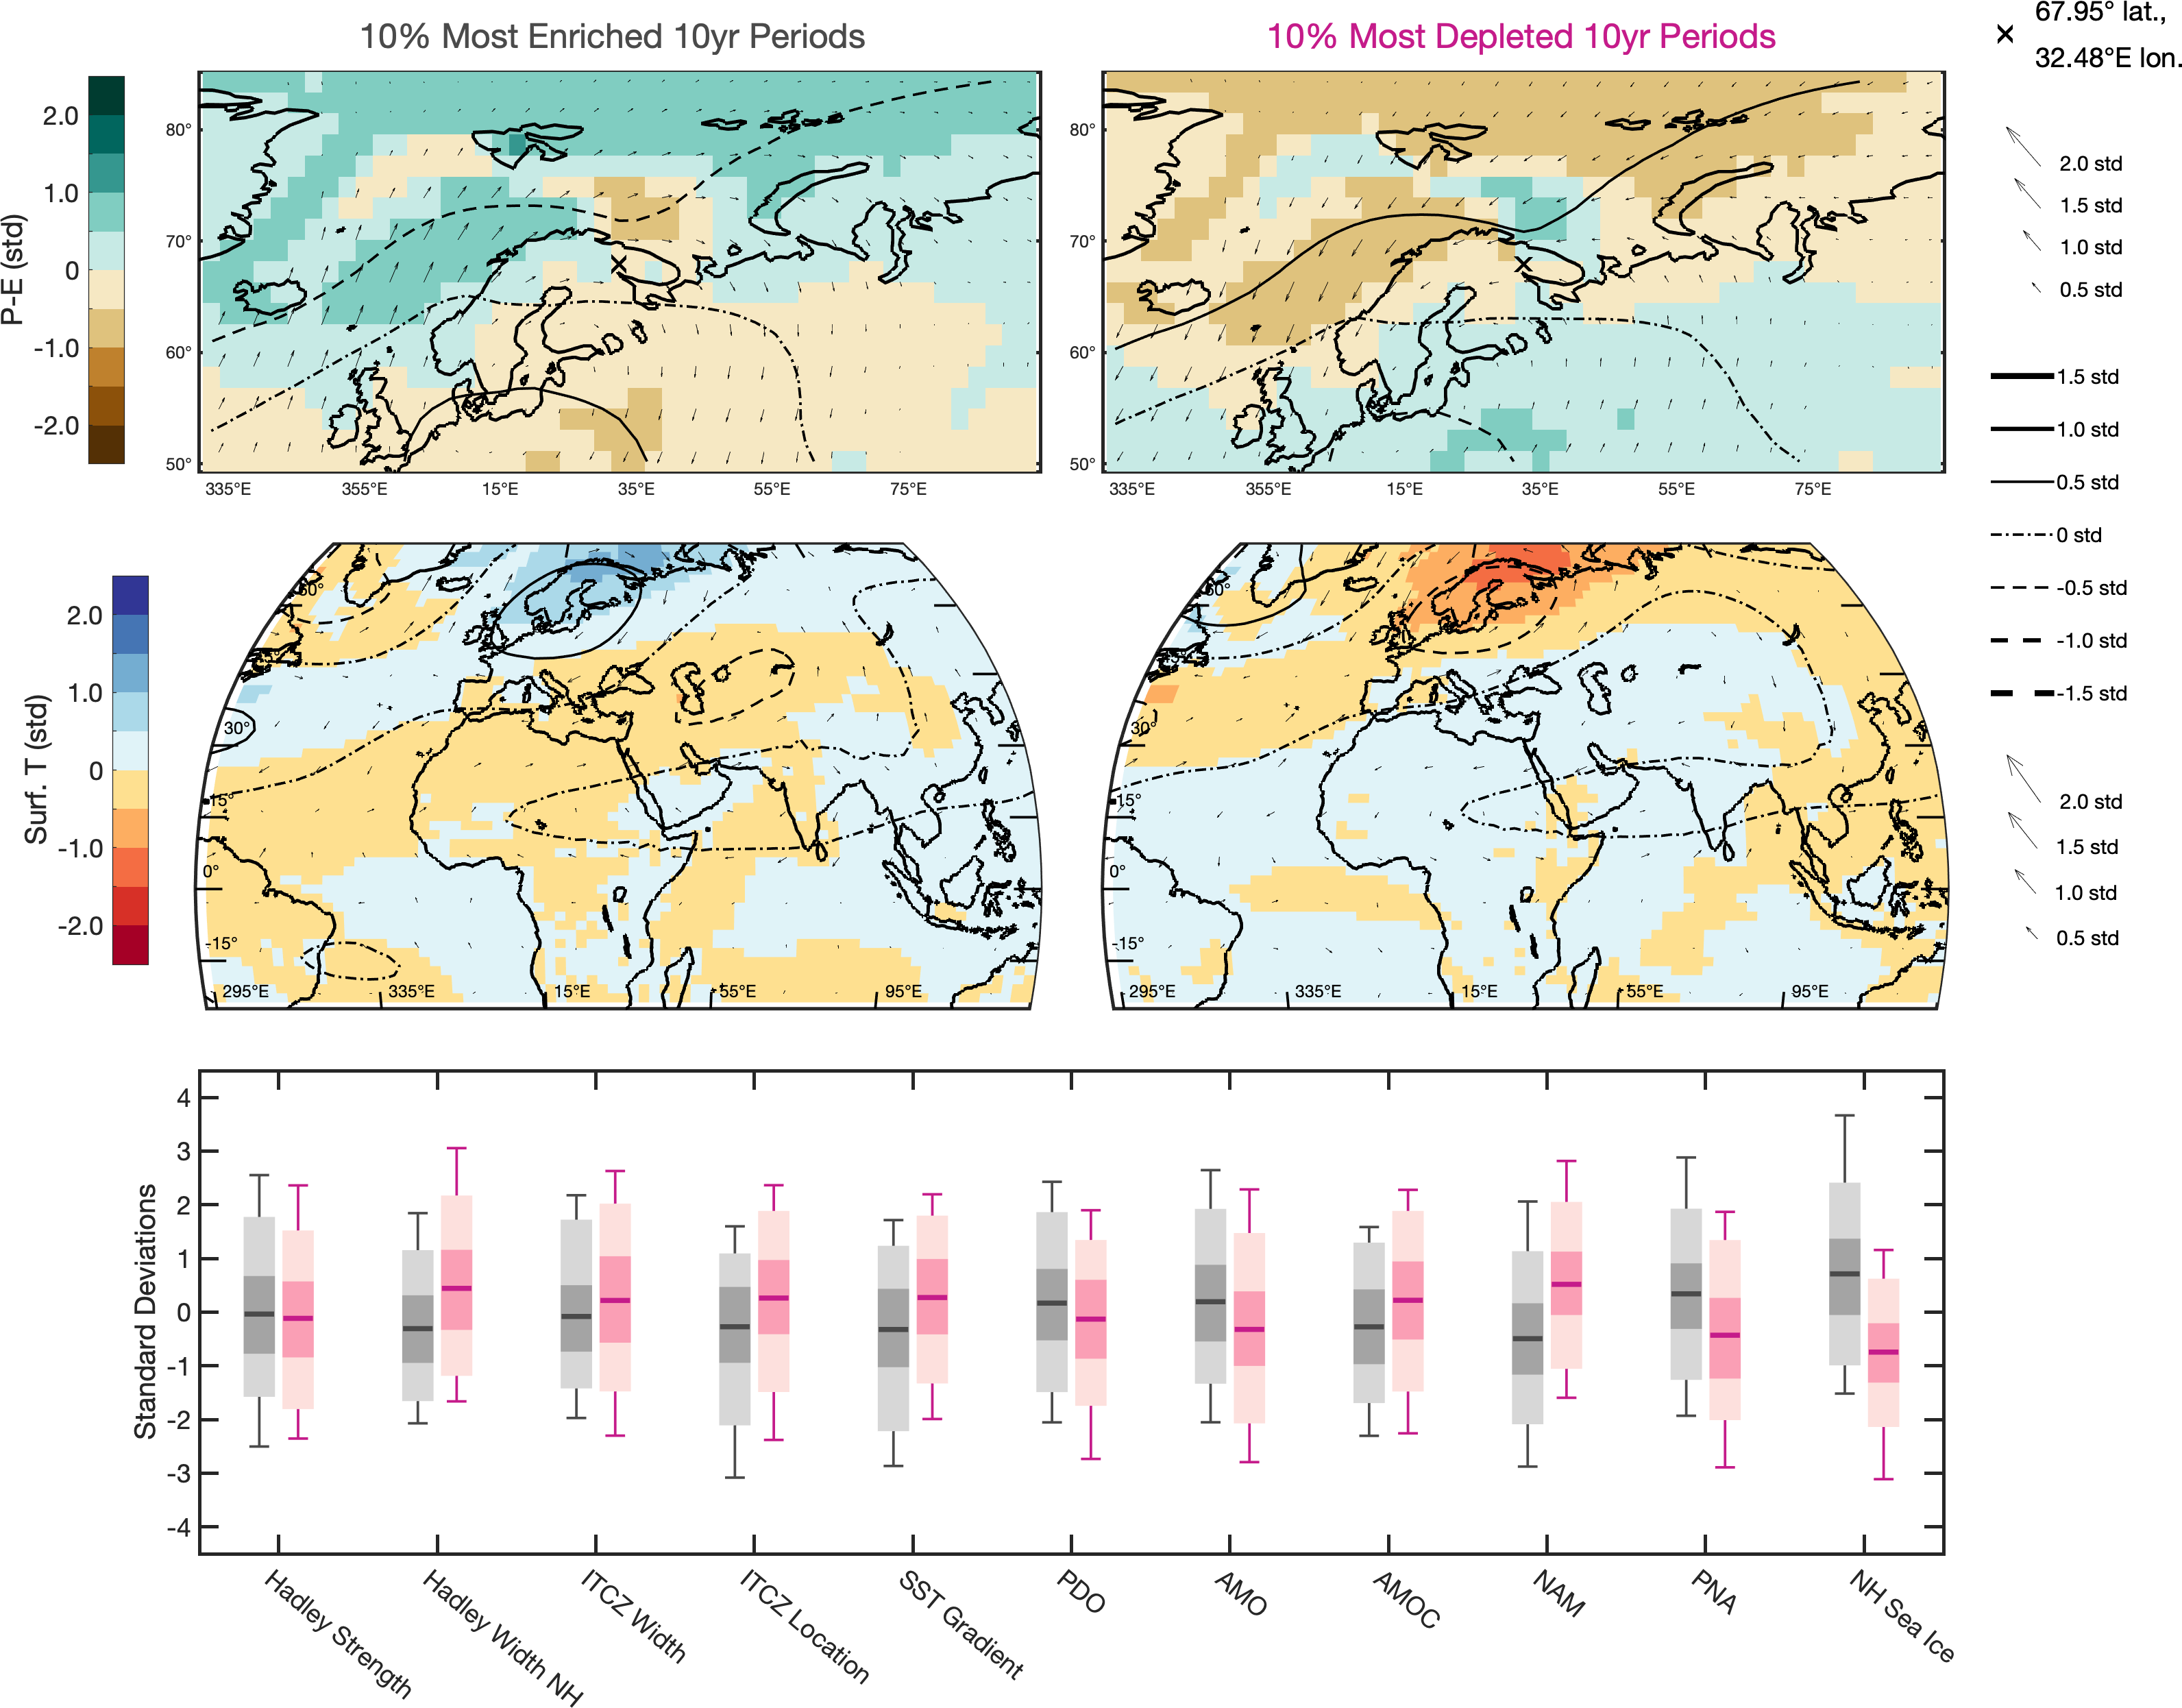 10% Most Enriched 10yr Periods
10% Most Depleted 10yr Periods
67.95° lat.,
32.48°E lon.
P-E (std)
2.0
1.0
0
-1.0
-2.0
80°
70°
60°
50°
335°E
355°E
15°E
35°E
55°E
75°E
80°
70°
60°
50°
335°E
355°E
15°E
35°E
55°E
75°E
2.0 std
1.5 std
1.0 std
0.5 std
1.5 std
1.0 std
0.5 std
0 std
-0.5 std
-1.0 std
-1.5 std
Surf. T (std)
2.0
1.0
0
-1.0
-2.0
30°
15°
0°
-15°
295°E
335°E
15°E
55°E
95°E
30°
15°
0°
-15°
295°E
335°E
15°E
55°E
95°E
2.0 std
1.5 std
1.0 std
0.5 std
Standard Deviations
4
3
2
1
0
-1
-2
-3
-4
Hadley Strength
Hadley Width NH
ITCZ Width
ITCZ Location
SST Gradient
PDO
AMO
AMOC
NAM
PNA
NH Sea Ice